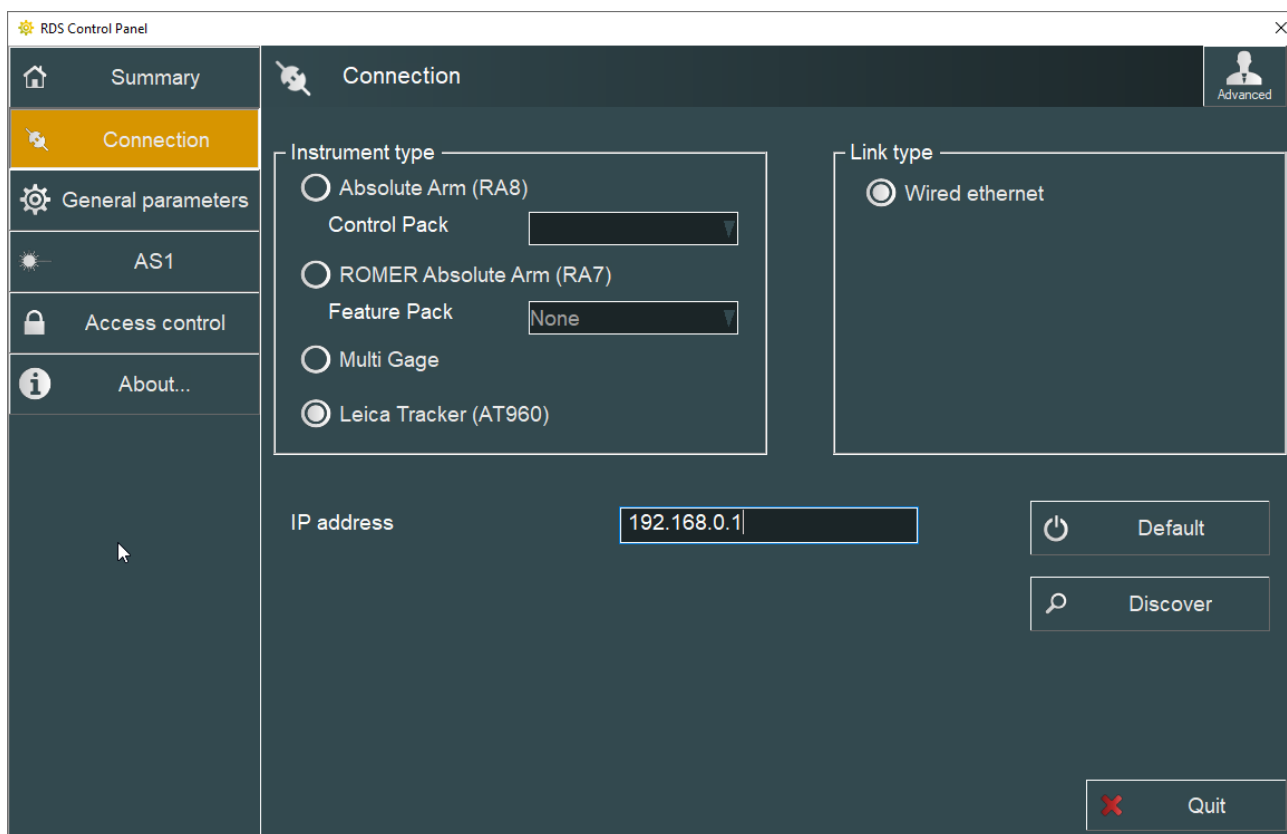 RDS Control Panel
Summary
Connection
General parameters
AS1
Access control
About...
Connection
Advanced
Instrument type
Absolute Arm (RA8)
Control Pack
ROMER Absolute Arm (RA7)
Feature Pack
None
Multi Gage
Leica Tracker (AT960)
Link type
Wired ethernet
IP address
192.168.0.1
Default
Discover
Quit